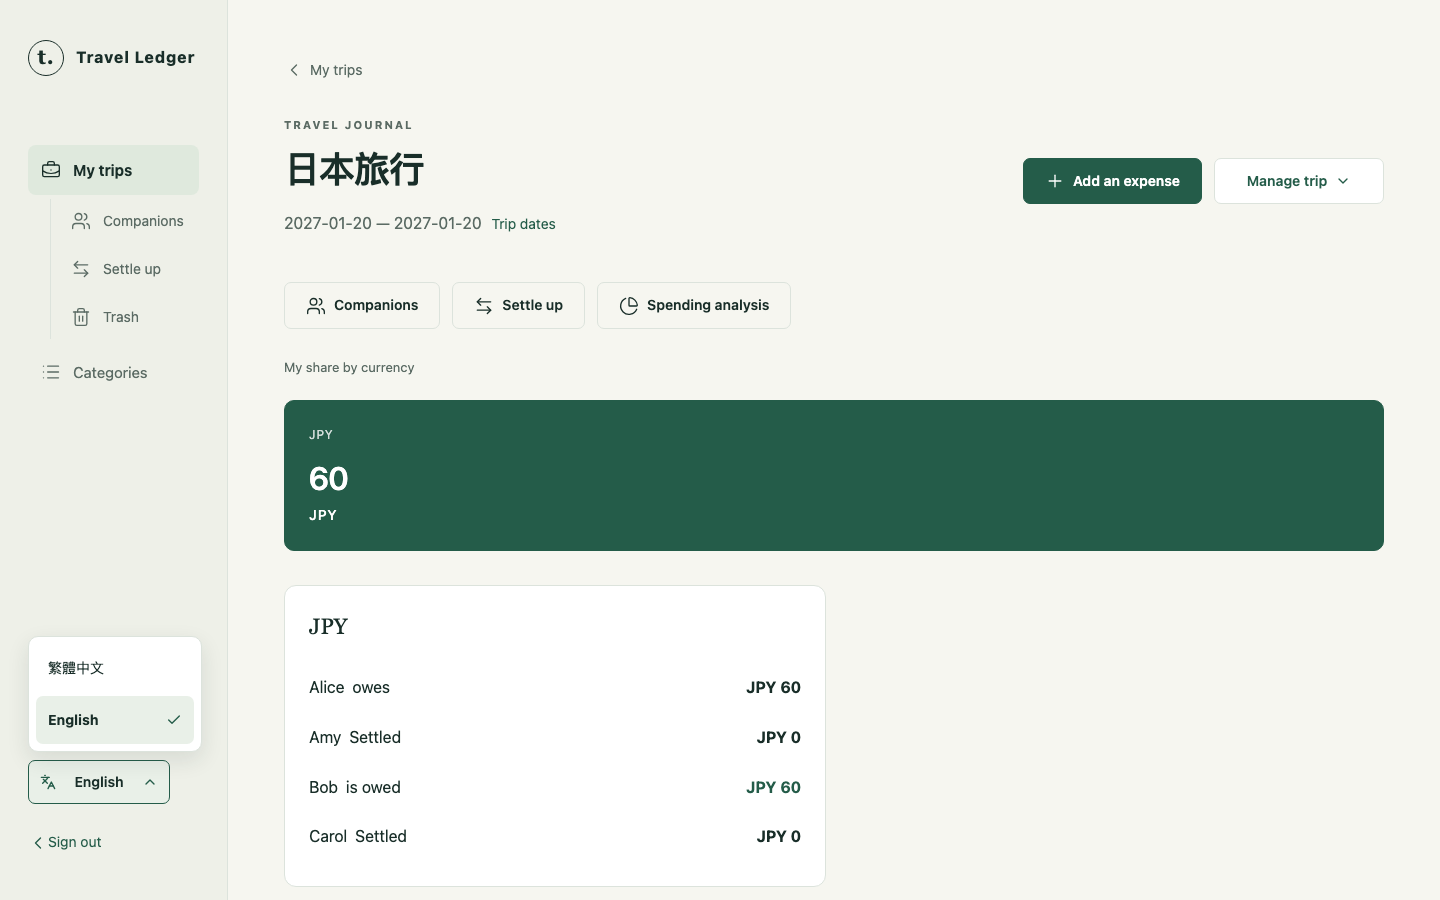 t. Travel Ledger
My trips
Companions
Settle up
Trash
Categories
繁體中文
English
English
Sign out
My trips
TRAVEL JOURNAL
日本旅行
2027-01-20 — 2027-01-20 Trip dates
Add an expense
Manage trip
Companions
Settle up
Spending analysis
My share by currency
JPY
60
JPY
JPY
Alice owes JPY 60
Amy Settled JPY 0
Bob is owed JPY 60
Carol Settled JPY 0